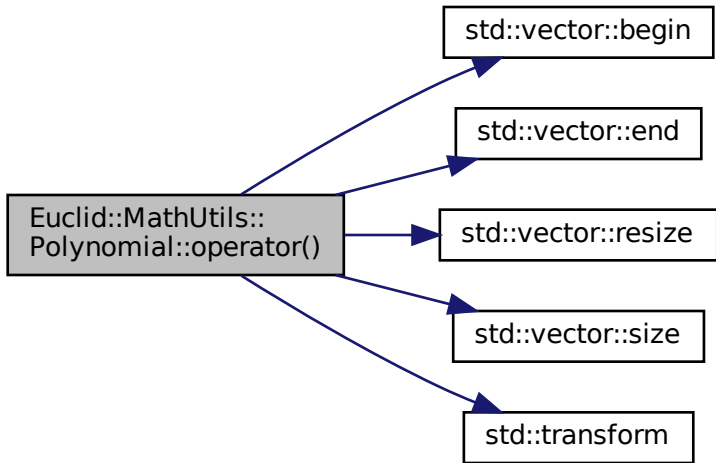 Euclid::MathUtils::
Polynomial::operator()
std::vector::begin
std::vector::end
std::vector::resize
std::vector::size
std::transform